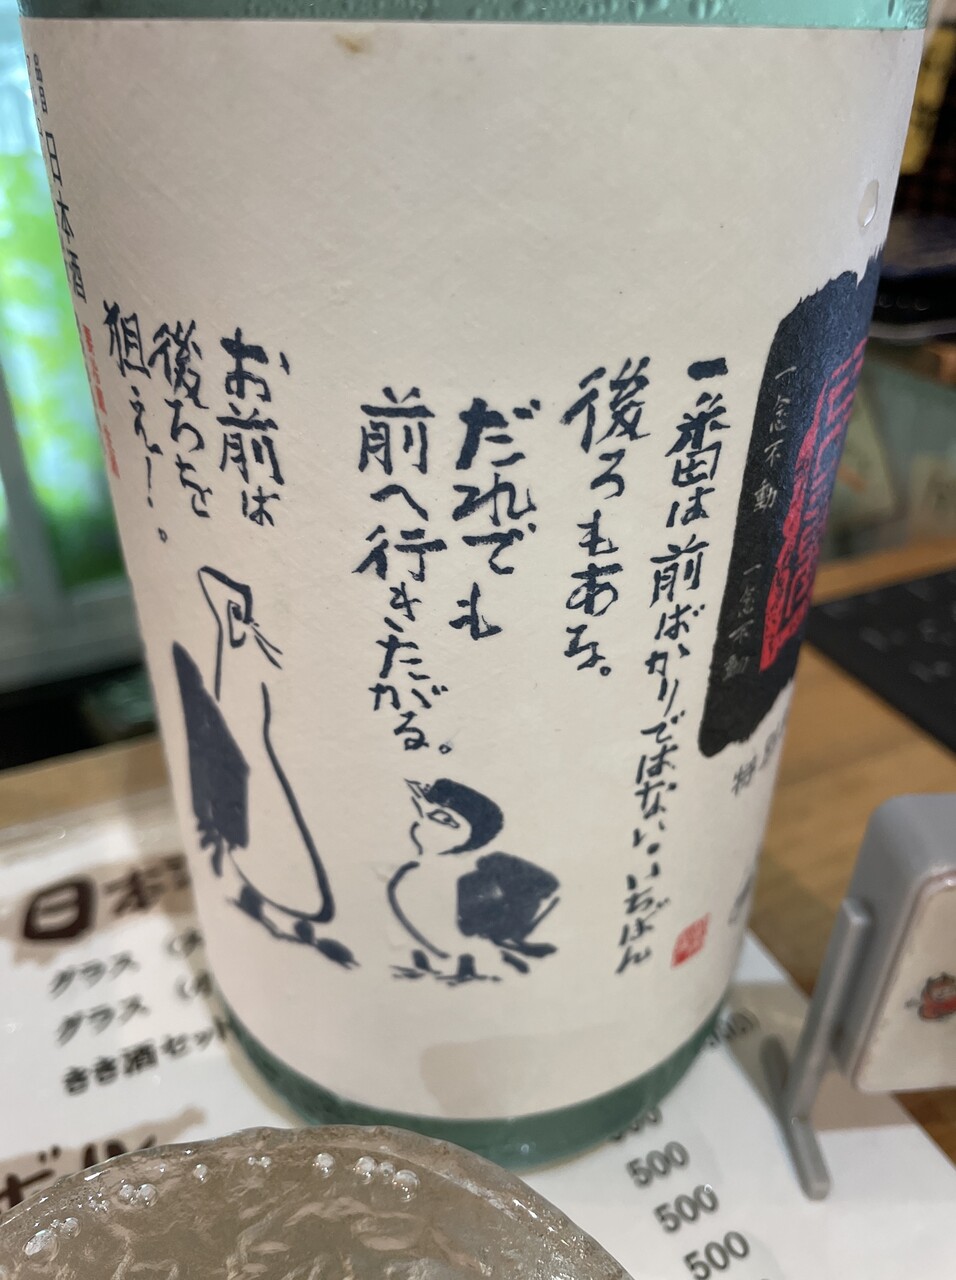 一念不動
一念不動
一番は前ばかりではない。いちばん
後ろもある。
だれでも
前へ行きたがる。
お前は
後ろを
狙え!。
日本酒
日本
グラス
グラス
きき酒セット
500
500
500